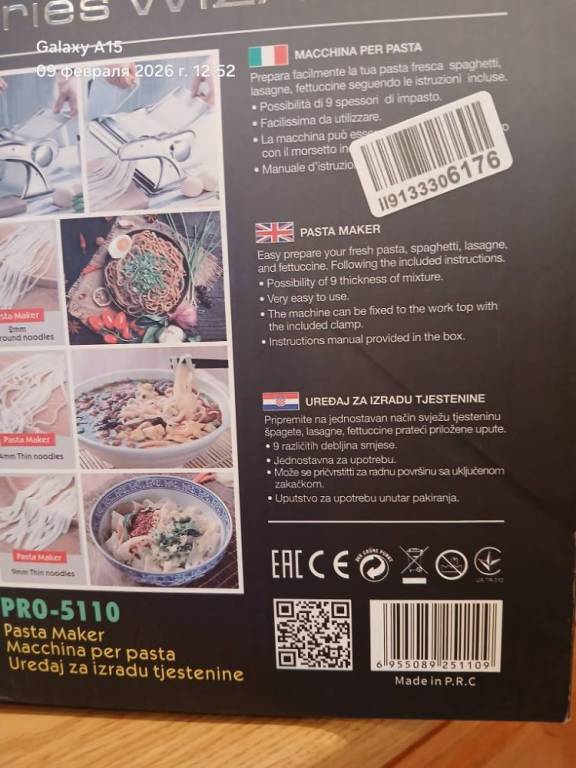 ries WIZA
Galaxy A15
09 февраля 2026 г. 12:52
MACCHINA PER PASTA
Prepara facilmente la tua pasta fresca spaghetti,
lasagne, fettuccine seguendo le istruzioni incluse.
• Possibilità di 9 spessori di impasto.
• Facilissima da utilizzare.
• La macchina può
con il morsetto
• Manuale
II9133306176
PASTA MAKER
Easy prepare your fresh pasta, spaghetti, lasagne,
and fettuccine. Following the included instructions.
• Possibility of 9 thickness of mixture.
• Very easy to use.
• The machine can be fixed to the work top with
the included clamp.
• Instructions manual provided in the box.
UREĐAJ ZA IZRADU TJESTENINE
Pripremite na jednostavan način svježu tjesteninu
špagete, lasagne, fettuccine prateći priložene upute.
• 9 različitih debljina smjese.
• Jednostavna za upotrebu.
• Može se pričvrstiti za radnu površinu sa uključenom
zakačkom.
• Uputstvo za upotrebu unutar pakiranja.
sta Maker
2mm
round noodles
Pasta Maker
4mm Thin noodles
Pasta Maker
9mm Thin noodles
EAC CE DER GRÜNE PUNKT
PRO-5110
Pasta Maker
Macchina per pasta
Uređaj za izradu tjestenine
6 955089 251109
Made in P.R.C